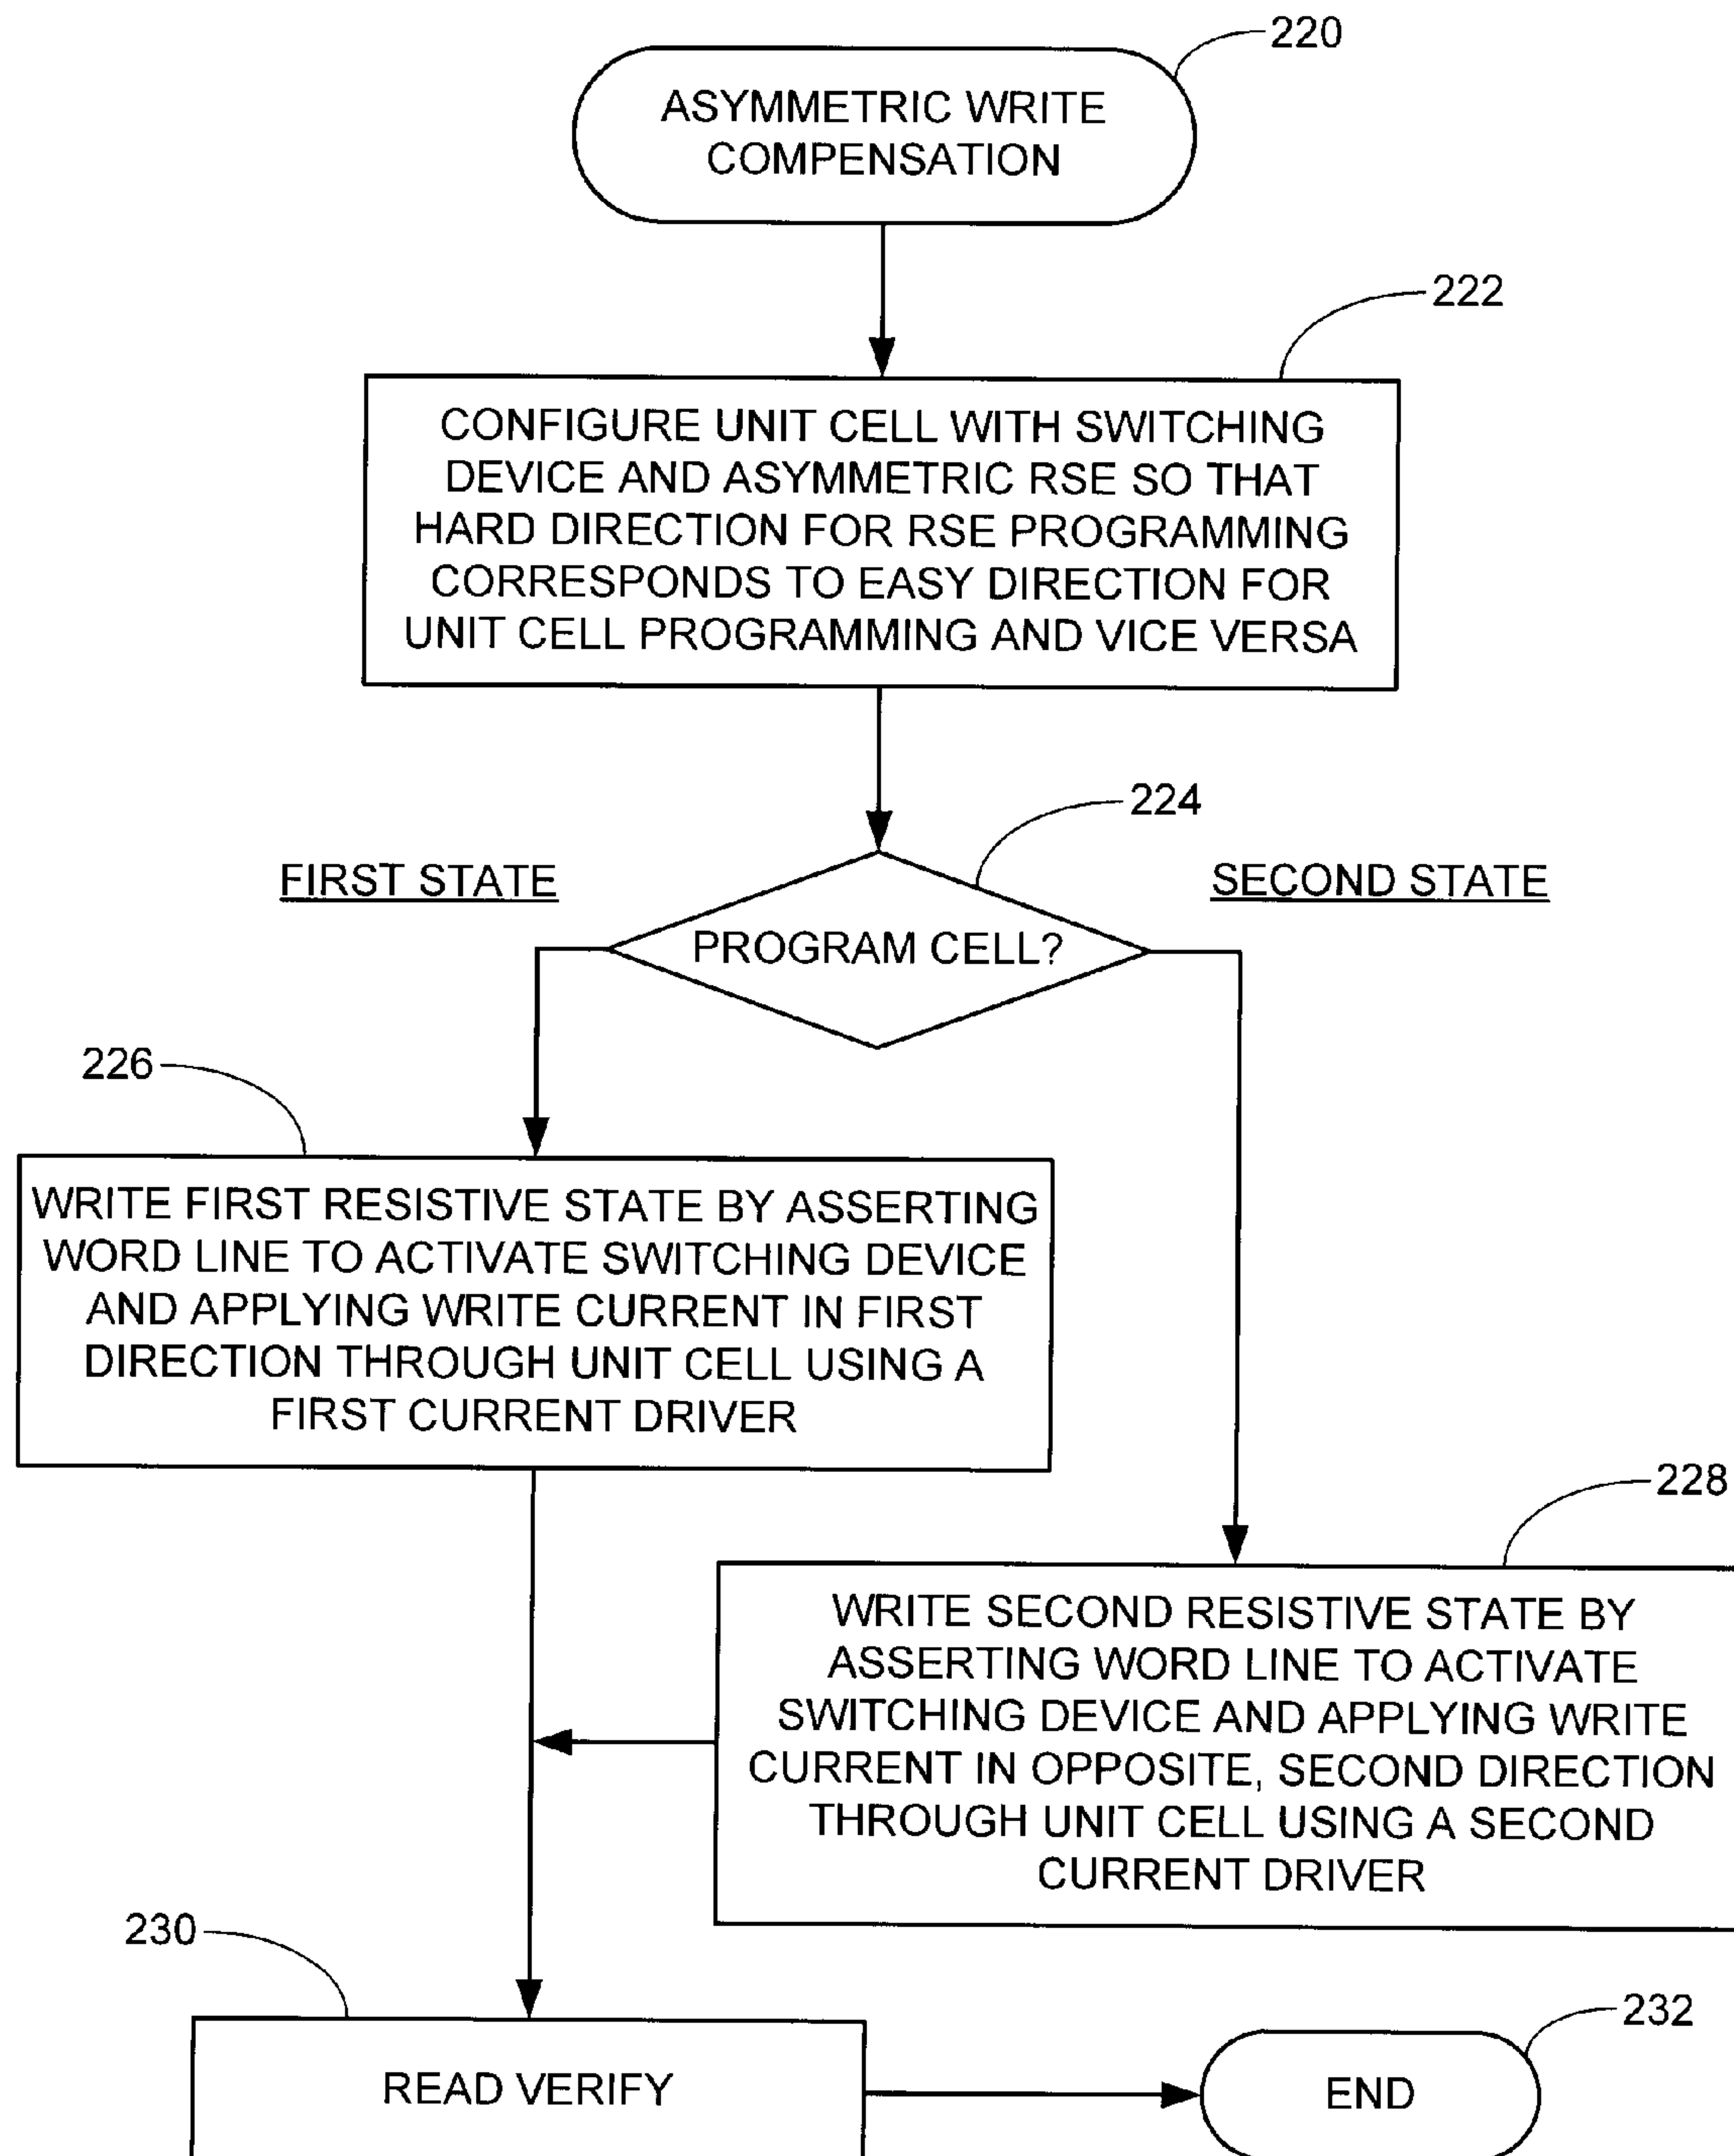 220
ASYMMETRIC WRITE
COMPENSATION
222
CONFIGURE UNIT CELL WITH SWITCHING
DEVICE AND ASYMMETRIC RSE SO THAT
HARD DIRECTION FOR RSE PROGRAMMING
CORRESPONDS TO EASY DIRECTION FOR
UNIT CELL PROGRAMMING AND VICE VERSA
224
FIRST STATE
SECOND STATE
PROGRAM CELL?
226
WRITE FIRST RESISTIVE STATE BY ASSERTING
WORD LINE TO ACTIVATE SWITCHING DEVICE
AND APPLYING WRITE CURRENT IN FIRST
DIRECTION THROUGH UNIT CELL USING A
FIRST CURRENT DRIVER
228
WRITE SECOND RESISTIVE STATE BY
ASSERTING WORD LINE TO ACTIVATE
SWITCHING DEVICE AND APPLYING WRITE
CURRENT IN OPPOSITE, SECOND DIRECTION
THROUGH UNIT CELL USING A SECOND
CURRENT DRIVER
230
READ VERIFY
232
END